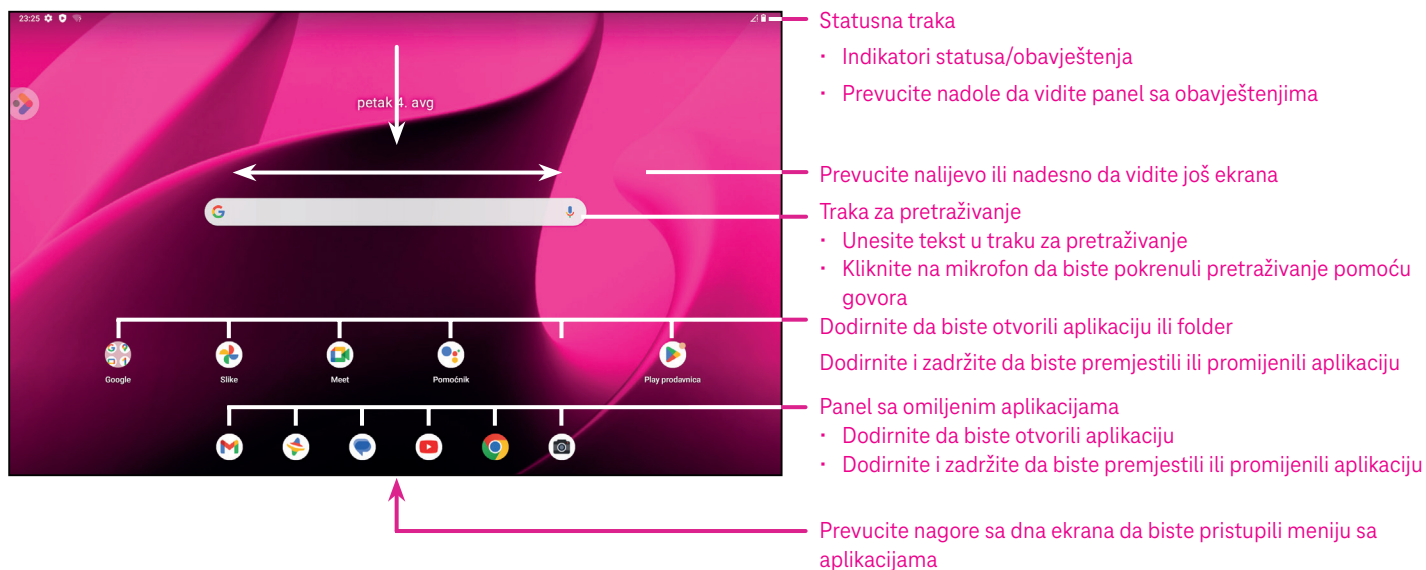 23:25
petak 4. avg
Google
Slike
Meet
Pomoćnik
Play prodavnica
Statusna traka
· Indikatori statusa/obavještenja
· Prevucite nadole da vidite panel sa obavještenjima
Prevucite nalijevo ili nadesno da vidite još ekrana
Traka za pretraživanje
· Unesite tekst u traku za pretraživanje
· Kliknite na mikrofon da biste pokrenuli pretraživanje pomoću
govora
Dodirnite da biste otvorili aplikaciju ili folder
Dodirnite i zadržite da biste premjestili ili promijenili aplikaciju
Panel sa omiljenim aplikacijama
· Dodirnite da biste otvorili aplikaciju
· Dodirnite i zadržite da biste premjestili ili promijenili aplikaciju
Prevucite nagore sa dna ekrana da biste pristupili meniju sa
aplikacijama